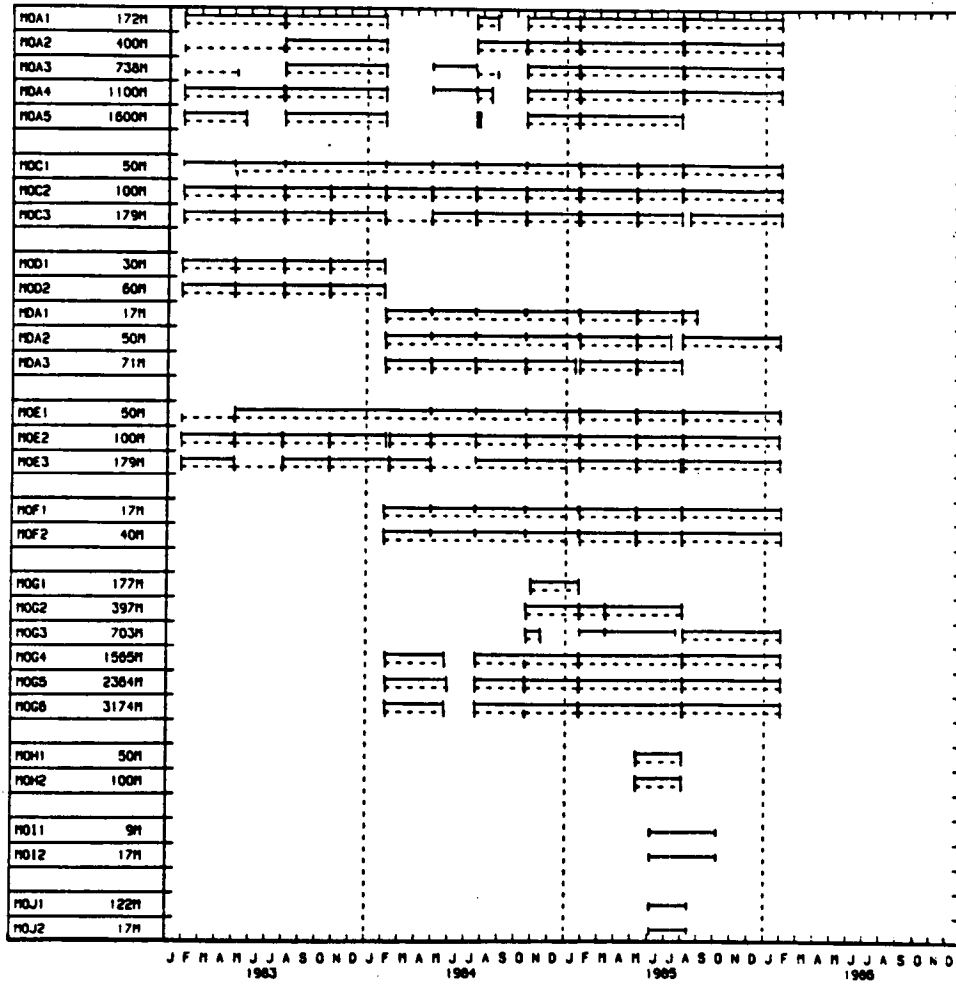 MOA1 172M
MOA2 400M
MOA3 738M
MOA4 1100M
MOA5 1600M
MOC1 50M
MOC2 100M
MOC3 179M
MOD1 30M
MOD2 60M
MDA1 17M
MDA2 50M
MDA3 71M
MOE1 50M
MOE2 100M
MOE3 179M
MOF1 17M
MOF2 40M
MOG1 177M
MOG2 397M
MOG3 703M
MOG4 1565M
MOG5 2364M
MOG6 3174M
MOH1 50M
MOH2 100M
MOI1 9M
MOI2 17M
MOJ1 122M
MOJ2 17M
J F M A M J J A S O N D J F M A M J J A S O N D J F M A M J J A S O N D J F M A M J J A S O N D
1983 1984 1985 1986